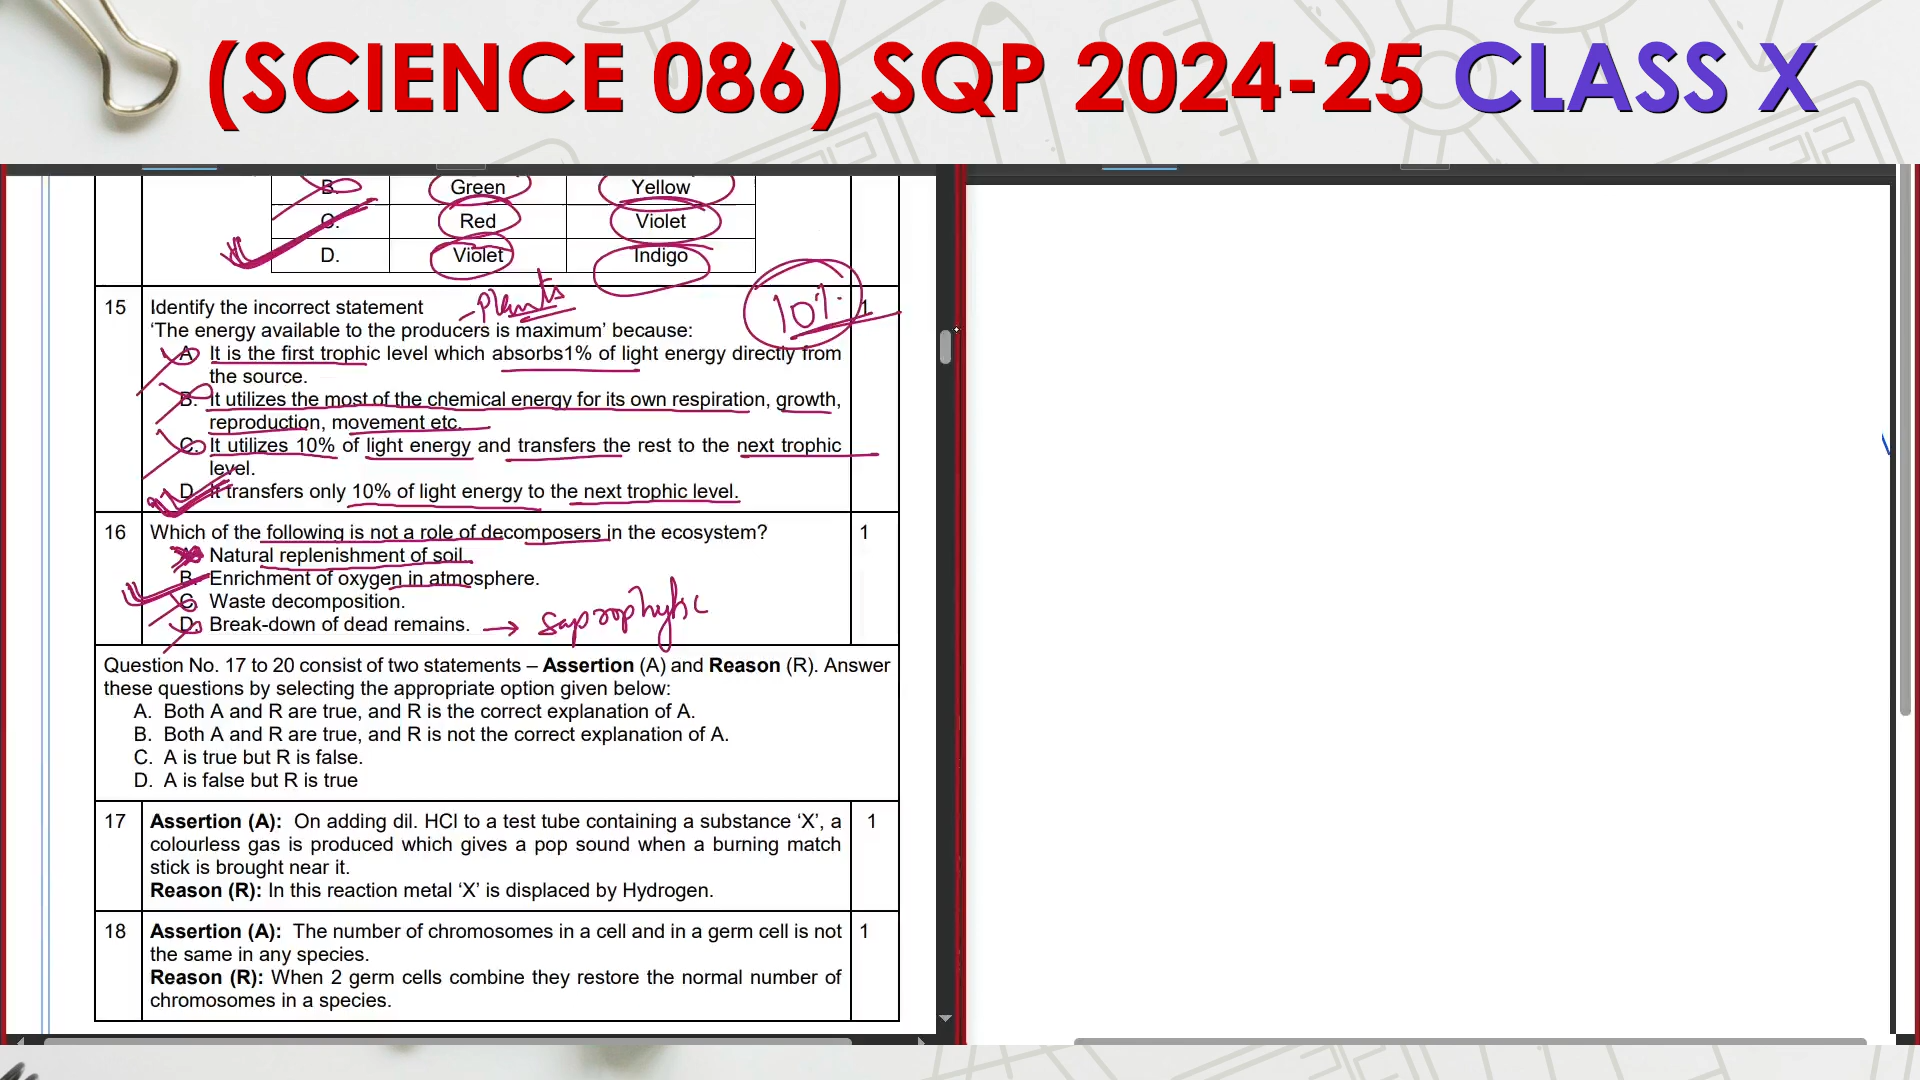 (SCIENCE 086) SQP 2024-25 CLASS X
B. Green Yellow
C. Red Violet
D. Violet Indigo
15 Identify the incorrect statement 1
-Plants
10%
‘The energy available to the producers is maximum’ because:
A. It is the first trophic level which absorbs1% of light energy directly from
the source.
B. It utilizes the most of the chemical energy for its own respiration, growth,
reproduction, movement etc.
C. It utilizes 10% of light energy and transfers the rest to the next trophic
level.
D. It transfers only 10% of light energy to the next trophic level.
16 Which of the following is not a role of decomposers in the ecosystem? 1
A. Natural replenishment of soil.
B. Enrichment of oxygen in atmosphere.
C. Waste decomposition.
D. Break-down of dead remains. → Saprophytic
Question No. 17 to 20 consist of two statements – Assertion (A) and Reason (R). Answer
these questions by selecting the appropriate option given below:
A. Both A and R are true, and R is the correct explanation of A.
B. Both A and R are true, and R is not the correct explanation of A.
C. A is true but R is false.
D. A is false but R is true
17 Assertion (A): On adding dil. HCl to a test tube containing a substance ‘X’, a 1
colourless gas is produced which gives a pop sound when a burning match
stick is brought near it.
Reason (R): In this reaction metal ‘X’ is displaced by Hydrogen.
18 Assertion (A): The number of chromosomes in a cell and in a germ cell is not 1
the same in any species.
Reason (R): When 2 germ cells combine they restore the normal number of
chromosomes in a species.